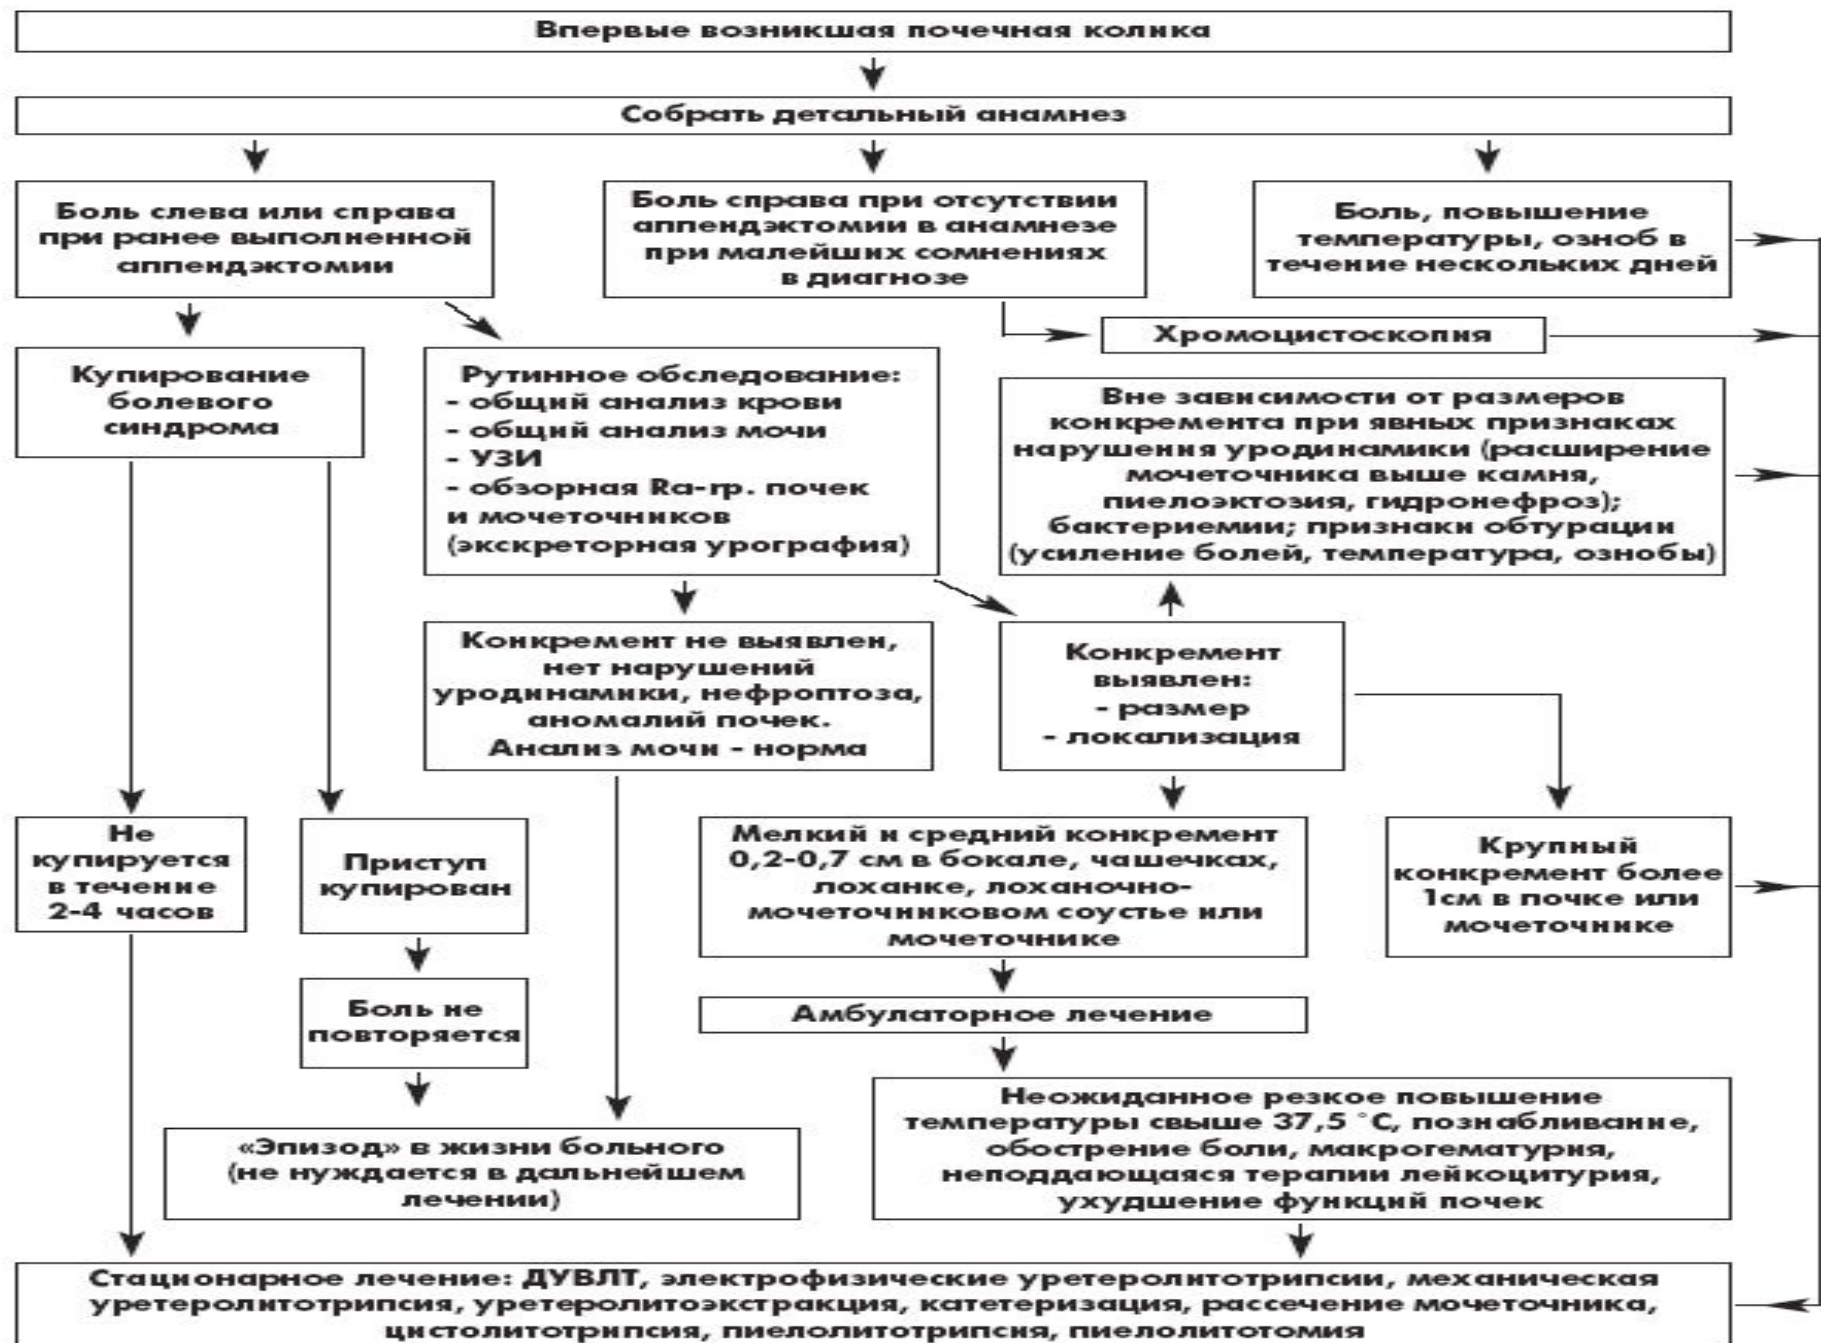 Впервые возникшая почечная колика
Собрать детальный анамнез
Боль слева или справа
при ранее выполненной
аппендэктомии
Боль справа при отсутствии
аппендэктомии в анамнезе
при малейших сомнениях
в диагнозе
Боль, повышение
температуры, озноб в
течение нескольких дней
Хромоцистоскопия
Купирование
болевого
синдрома
Рутинное обследование:
- общий анализ крови
- общий анализ мочи
- УЗИ
- обзорная Ra-гр. почек
и мочеточников
(экскреторная урография)
Вне зависимости от размеров
конкремента при явных признаках
нарушения уродинамики (расширение
мочеточника выше камня,
пиелоэктозия, гидронефроз);
бактериемии; признаки обтурации
(усиление болей, температура, ознобы)
Конкремент не выявлен,
нет нарушений
уродинамики, нефроптоза,
аномалий почек.
Анализ мочи - норма
Конкремент
выявлен:
- размер
- локализация
Не
купируется
в течение
2-4 часов
Приступ
купирован
Мелкий и средний конкремент
0,2-0,7 см в бокале, чашечках,
лоханке, лоханочно-
мочеточниковом соустье или
мочеточнике
Крупный
конкремент более
1см в почке или
мочеточнике
Боль не
повторяется
Амбулаторное лечение
Неожиданное резкое повышение
температуры свыше 37,5 °С, познабливание,
обострение боли, макрогематурия,
неподдающаяся терапии лейкоцитурия,
ухудшение функций почек
«Эпизод» в жизни больного
(не нуждается в дальнейшем
лечении)
Стационарное лечение: ДУВЛТ, электрофизические уретеролитотрипсии, механическая
уретеролитотрипсия, уретеролитоэкстракция, катетеризация, рассечение мочеточника,
цистолитотрипсия, пиелолитотрипсия, пиелолитотомия